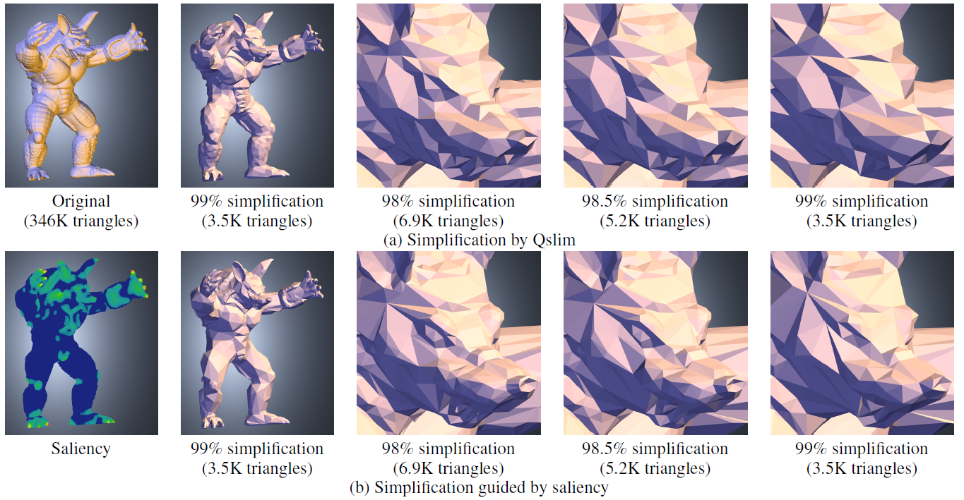 Original
(346K triangles)
99% simplification
(3.5K triangles)
98% simplification
(6.9K triangles)
98.5% simplification
(5.2K triangles)
99% simplification
(3.5K triangles)
(a) Simplification by Qslim
Saliency
99% simplification
(3.5K triangles)
98% simplification
(6.9K triangles)
98.5% simplification
(5.2K triangles)
99% simplification
(3.5K triangles)
(b) Simplification guided by saliency